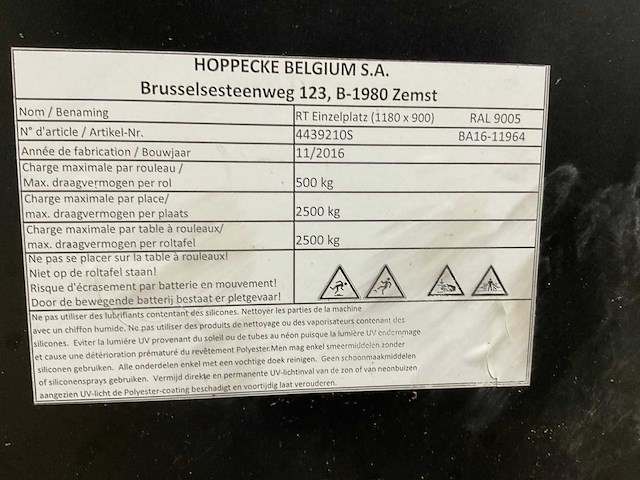 HOPPECKE BELGIUM S.A.
Brusselsesteenweg 123, B-1980 Zemst
Nom / Benaming RT Einzelplatz (1180 x 900) RAL 9005
N° d'article / Artikel-Nr. 4439210S BA16-11964
Année de fabrication / Bouwjaar 11/2016
Charge maximale par rouleau /
Max. draagvermogen per rol 500 kg
Charge maximale par place/
max. draagvermogen per plaats 2500 kg
Charge maximale par table à rouleaux/
max. draagvermogen per roltafel 2500 kg
Ne pas se placer sur la table à rouleaux!
Niet op de roltafel staan!
Risque d'écrasement par batterie en mouvement!
Door de bewegende batterij bestaat er pletgevaar!
Ne pas utiliser des lubrifiants contentant des silicones. Nettoyer les parties de la machine
avec un chiffon humide. Ne pas utiliser des produits de nettoyage ou des vaporisateurs contenant des
silicones. Eviter la lumiére UV provenant du soleil ou de tubes au néon puisque la lumiére UV endommage
et cause une détérioration prématuré du revêtement Polyester.Men mag enkel smeermiddelen zonder
siliconen gebruiken. Alle onderdelen enkel met een vochtige doek reinigen. Geen schoonmaakmiddelen
of siliconensprays gebruiken. Vermijd direkte en permanente UV-lichtinval van de zon of van neonbuizen
aangezien UV-licht de Polyester-coating beschadigt en voortijdig laat verouderen.